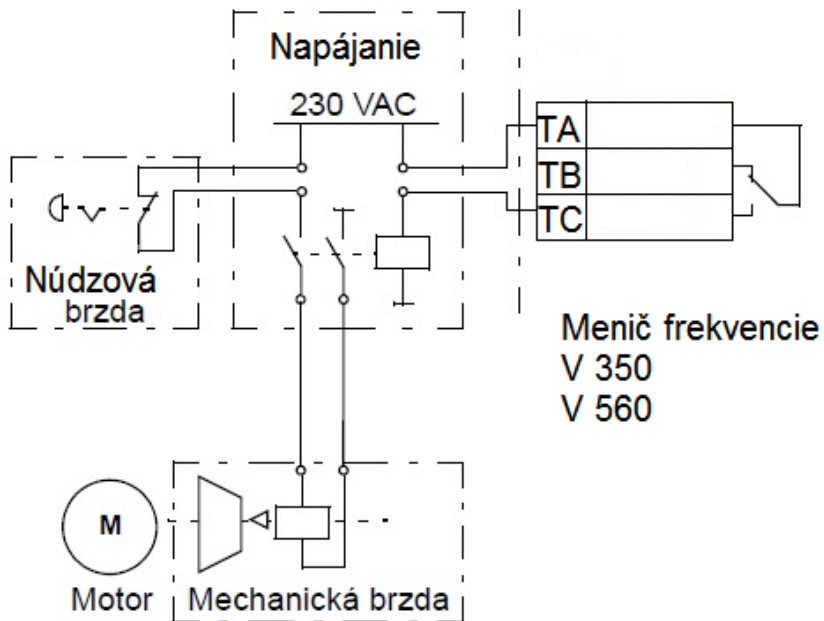 Napájanie
230 VAC
TA
TB
TC
Núdzová
brzda
Menič frekvencie
V 350
V 560
M
Motor
Mechanická brzda